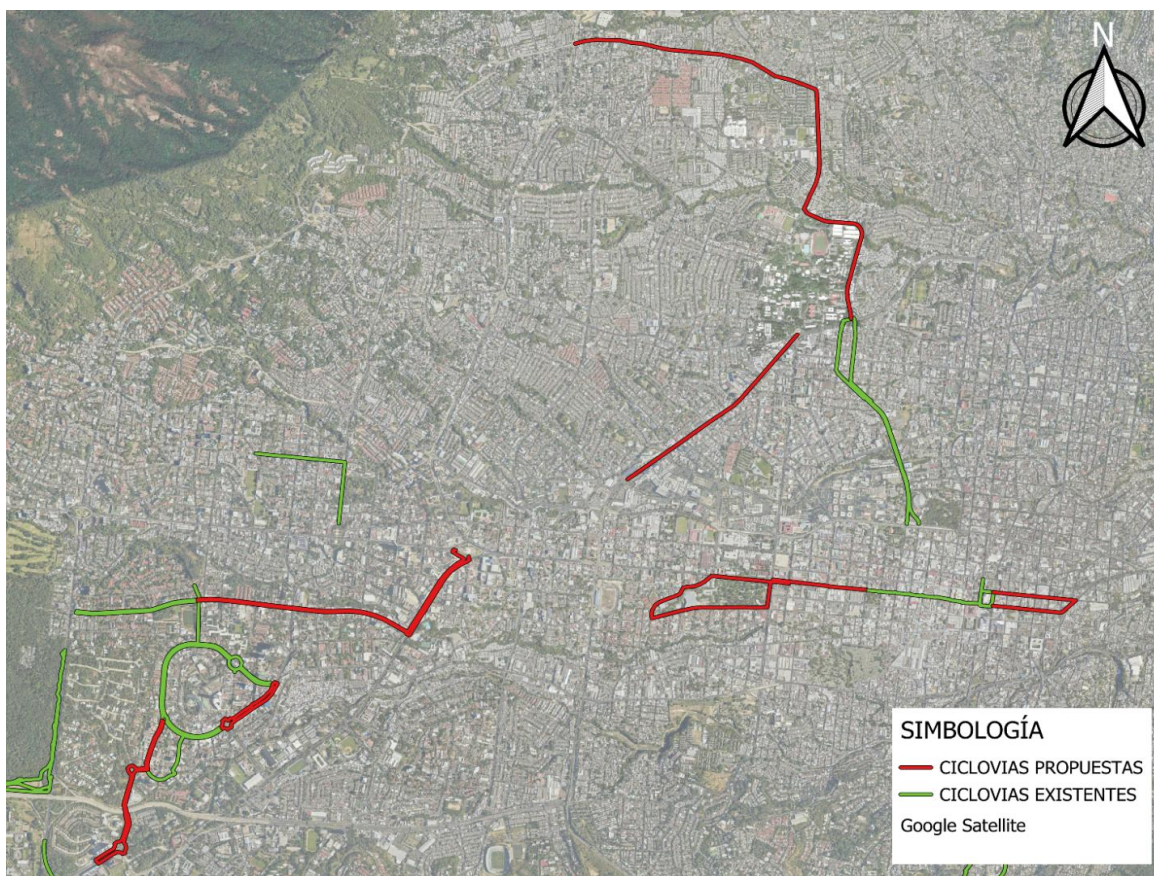 N
SIMBOLOGÍA
CICLOVIAS PROPUESTAS
CICLOVIAS EXISTENTES
Google Satellite